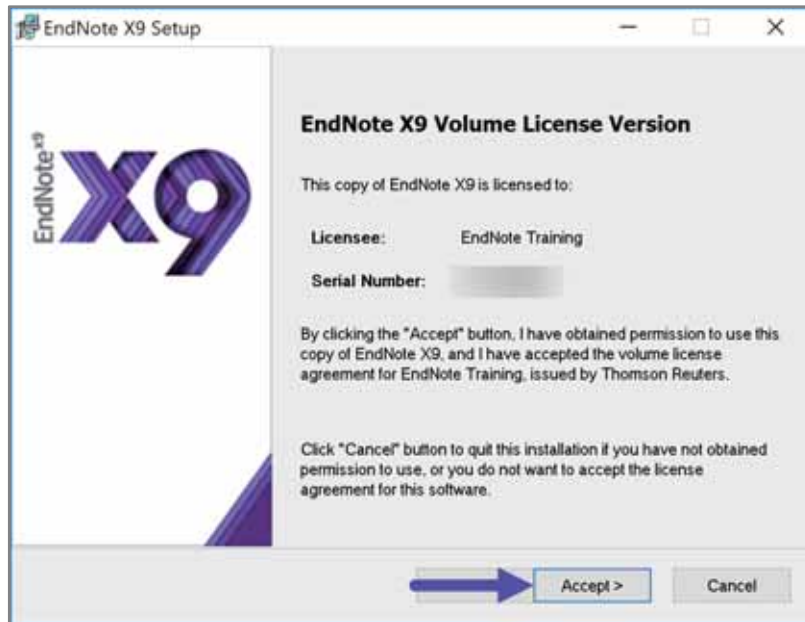 EndNote X9 Setup
EndNote X9
X9
EndNote X9 Volume License Version
This copy of EndNote X9 is licensed to:
Licensee: EndNote Training
Serial Number:
By clicking the "Accept" button, I have obtained permission to use this
copy of EndNote X9, and I have accepted the volume license
agreement for EndNote Training, issued by Thomson Reuters.
Click "Cancel" button to quit this installation if you have not obtained
permission to use, or you do not want to accept the license
agreement for this software.
Accept > Cancel